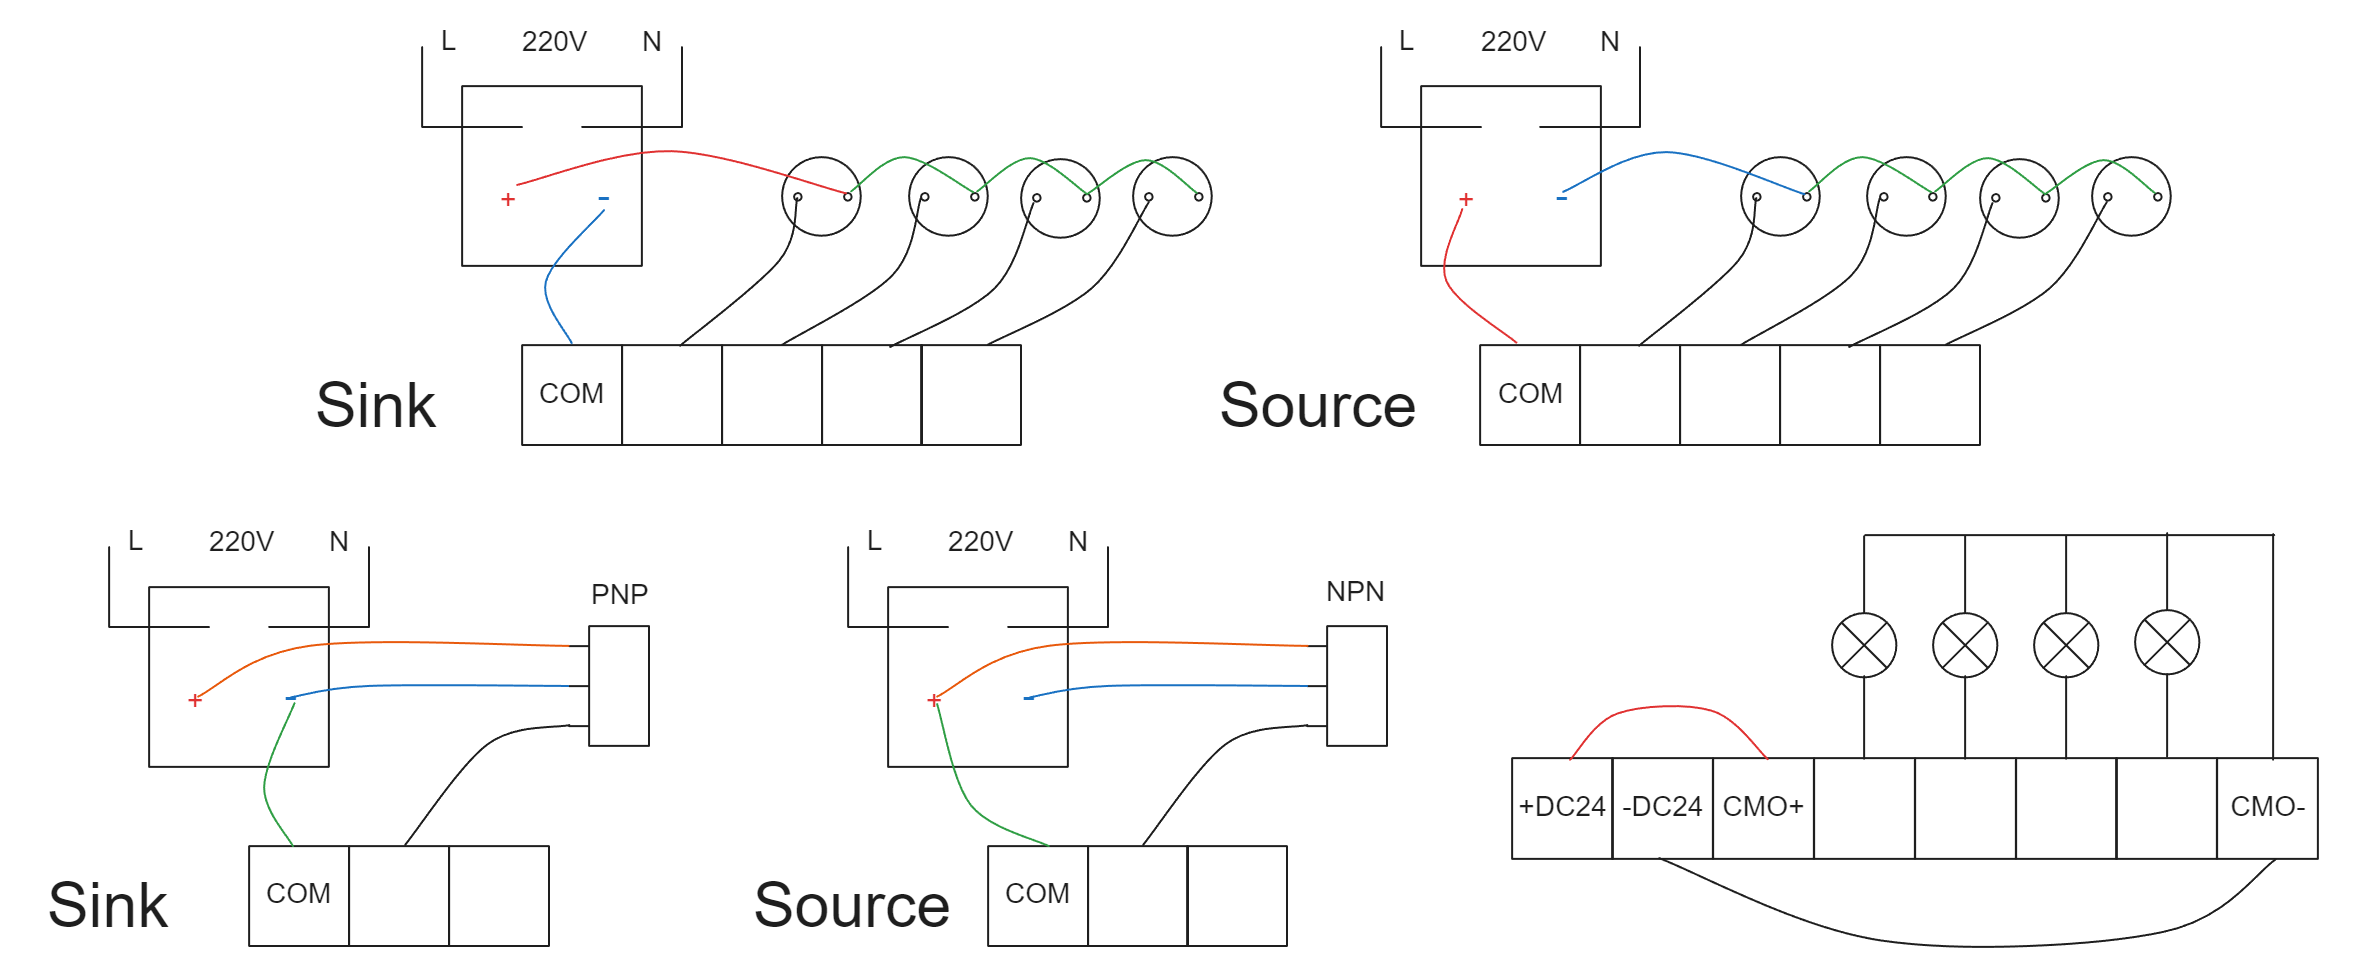 L 220V N
+ -
COM
Sink
L 220V N
+ -
COM
Source
L 220V N
PNP
+ -
COM
Sink
L 220V N
NPN
+ -
COM
Source
+DC24 -DC24 CMO+ CMO-